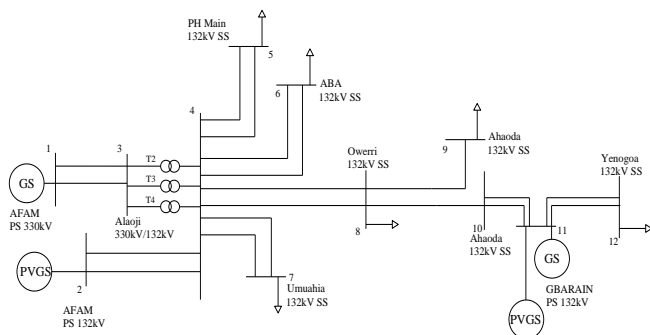 PH Main
132kV SS
5
ABA
132kV SS
6
4
1
3
T2
T3
T4
GS
AFAM
PS 330kV
Alaoji
330kV/132kV
Owerri
132kV SS
8
9
Ahaoda
132kV SS
Yenogoa
132kV SS
10
Ahaoda
132kV SS
11
12
GS
GBARAIN
PS 132kV
PVGS
PVGS
2
AFAM
PS 132kV
7
Umuahia
132kV SS